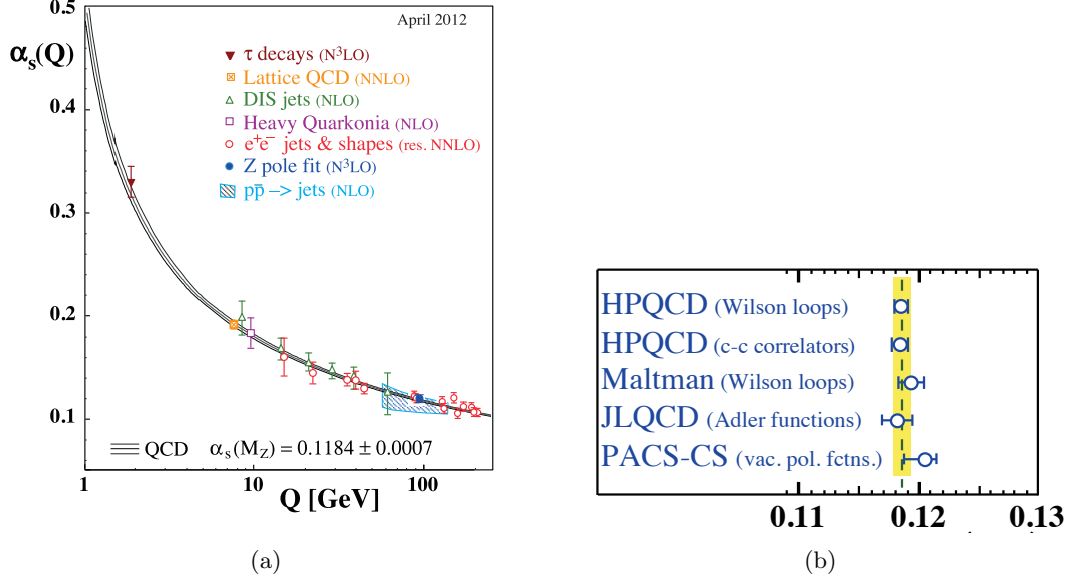 0.5
April 2012
αs(Q)
τ decays (N³LO)
Lattice QCD (NNLO)
DIS jets (NLO)
Heavy Quarkonia (NLO)
e⁺e⁻ jets & shapes (res. NNLO)
Z pole fit (N³LO)
pp̄ –> jets (NLO)
0.4
0.3
0.2
0.1
QCD αs(MZ) = 0.1184 ± 0.0007
1 10 100
Q [GeV]
(a)
HPQCD (Wilson loops)
HPQCD (c-c correlators)
Maltman (Wilson loops)
JLQCD (Adler functions)
PACS-CS (vac. pol. fctns.)
0.11 0.12 0.13
(b)